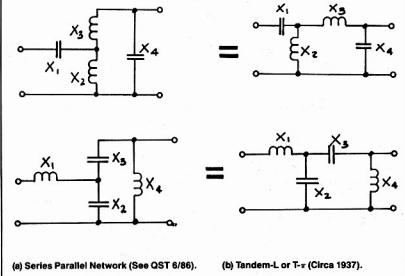 X₁ X₃ X₂ X₄ = X₁ X₂ X₃ X₄
X₁ X₃ X₂ X₄ = X₁ X₂ X₃ X₄
(a) Series Parallel Network (See QST 6/86). (b) Tandem-L or T-π (Circa 1937).